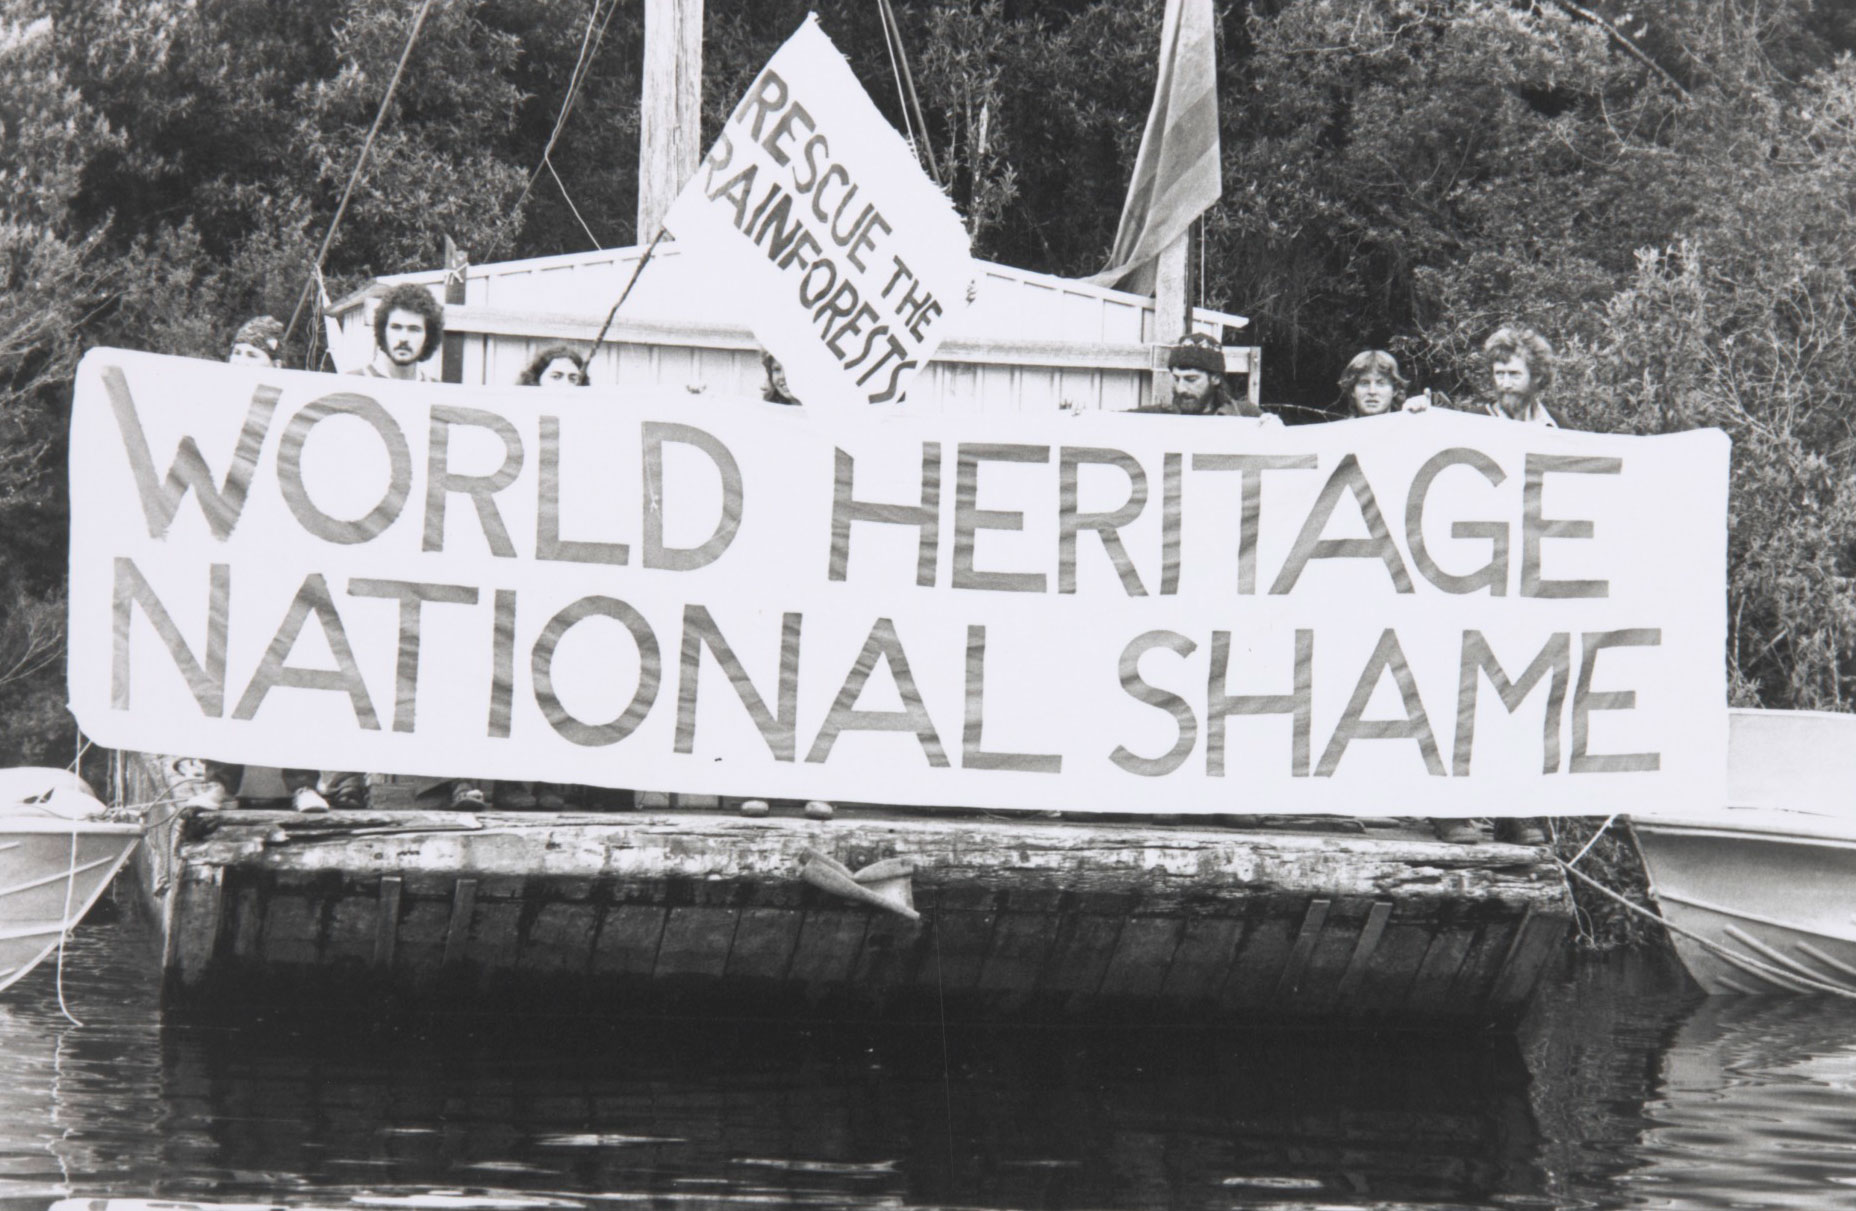 RESCUE THE
RAINFORESTS
WORLD HERITAGE
NATIONAL SHAME